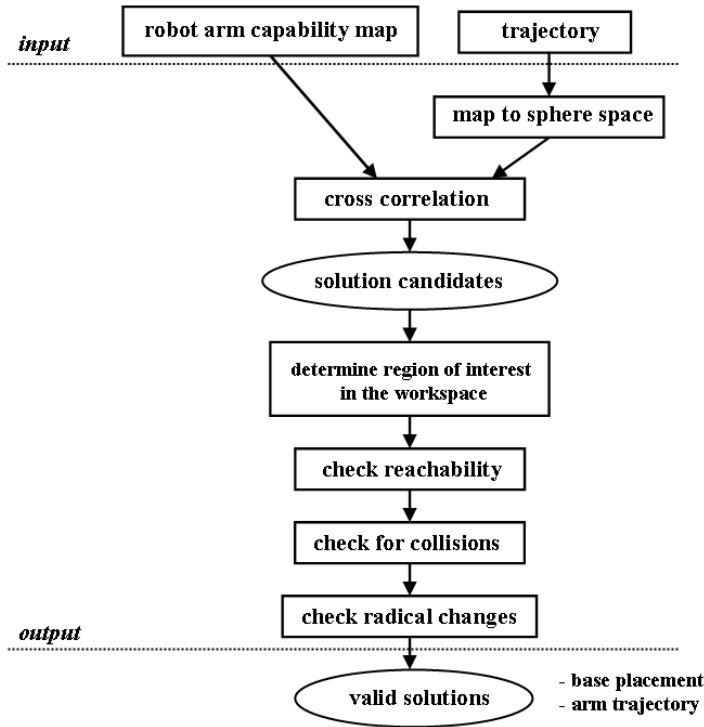 robot arm capability map
trajectory
input
map to sphere space
cross correlation
solution candidates
determine region of interest
in the workspace
check reachability
check for collisions
check radical changes
output
valid solutions
- base placement
- arm trajectory